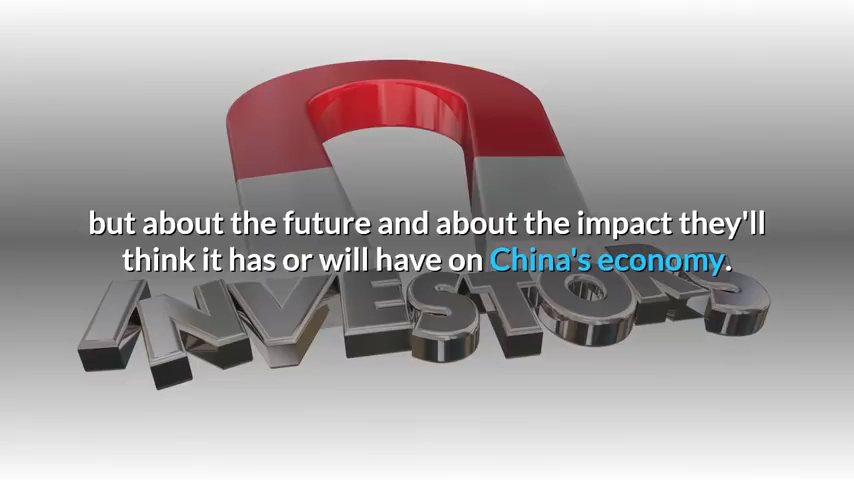 but about the future and about the impact they'll
think it has or will have on China's economy.
INVESTORS